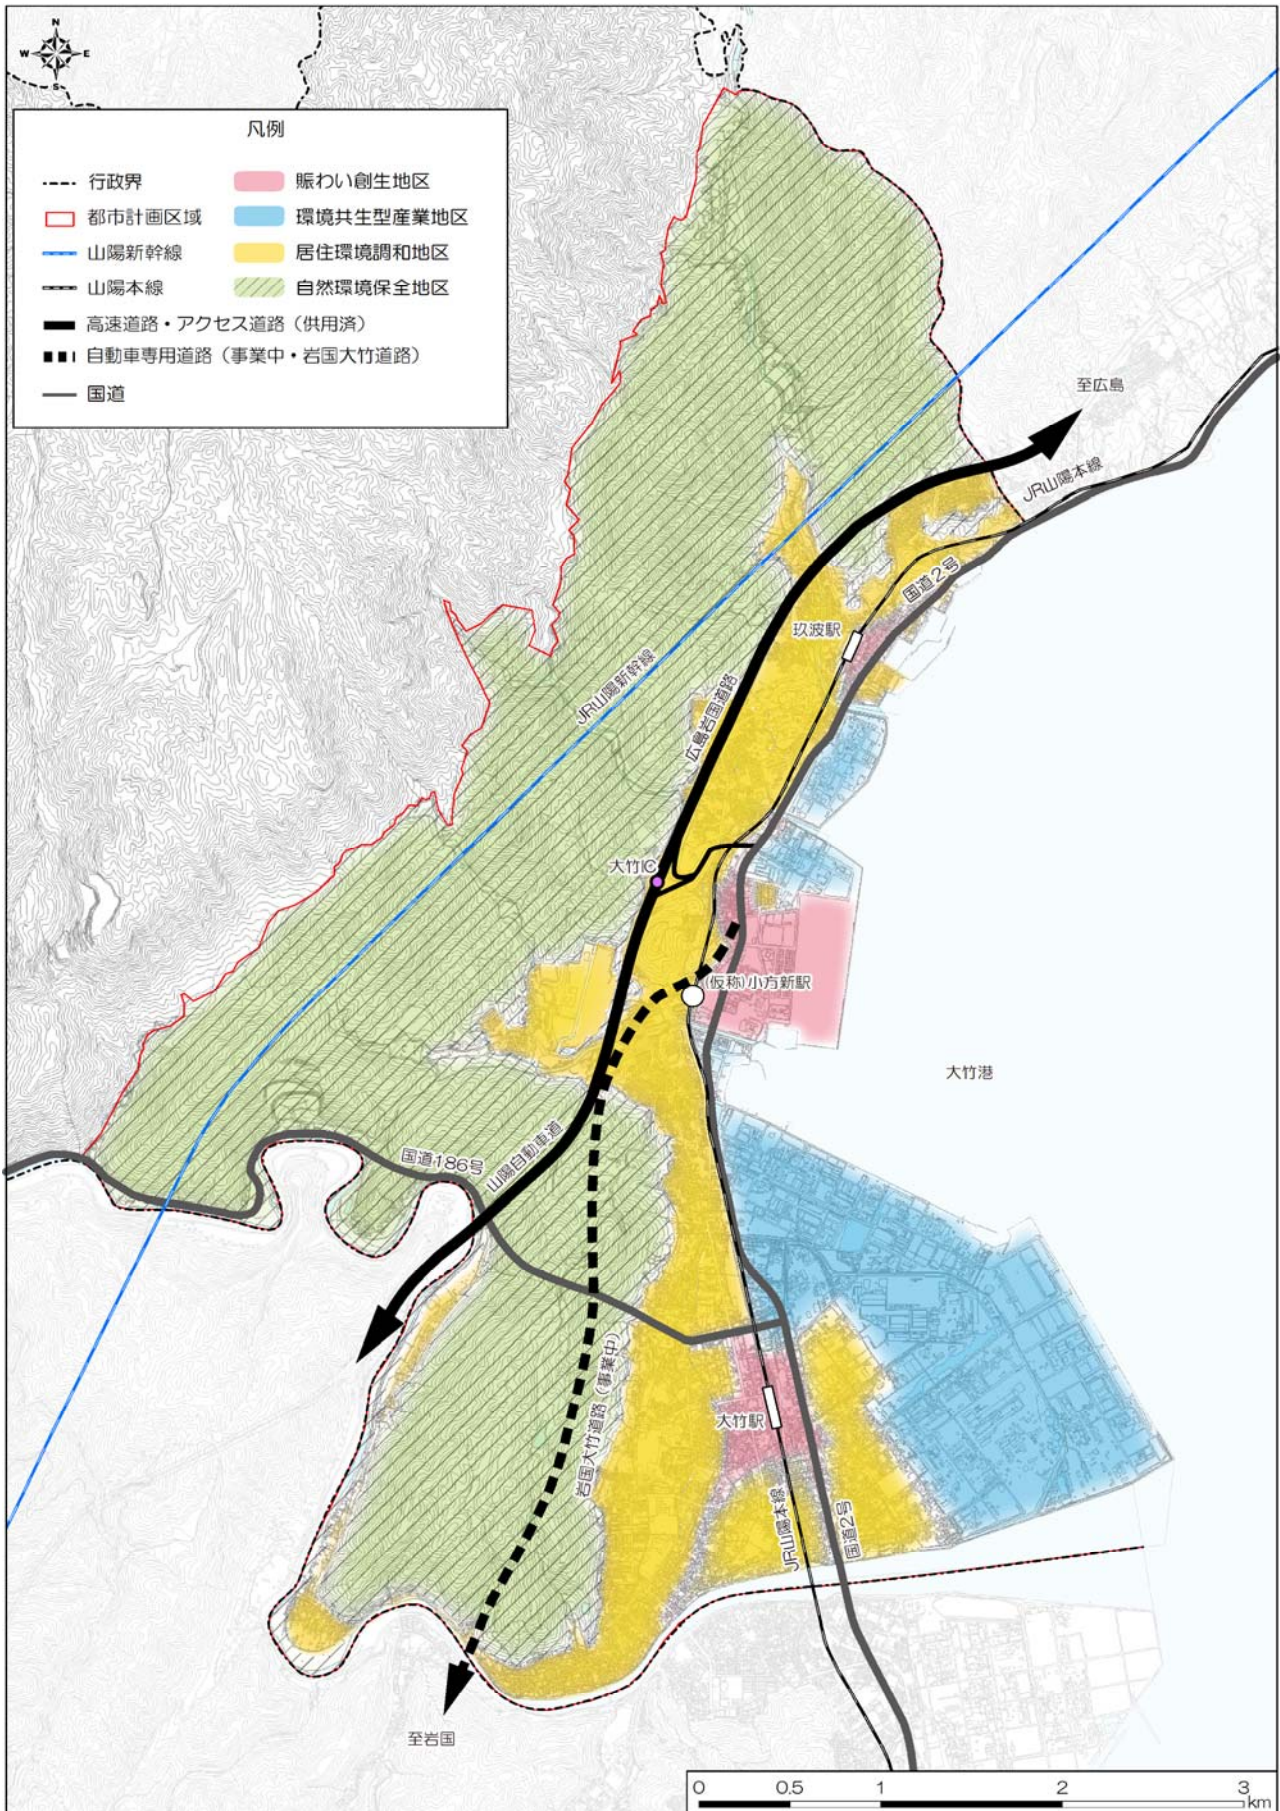 N
W E
S
凡例
行政界
賑わい創生地区
都市計画区域
環境共生型産業地区
山陽新幹線
居住環境調和地区
山陽本線
自然環境保全地区
高速道路・アクセス道路（供用済）
自動車専用道路（事業中・岩国大竹道路）
国道
至広島
JR山陽本線
国道2号
玖波駅
JR山陽新幹線
広島岩国道路
大竹IC
(仮称)小方新駅
大竹港
山陽自動車道
国道186号
岩国大竹道路（事業中）
大竹駅
JR山陽本線
国道2号
至岩国
0 0.5 1 2 3
km